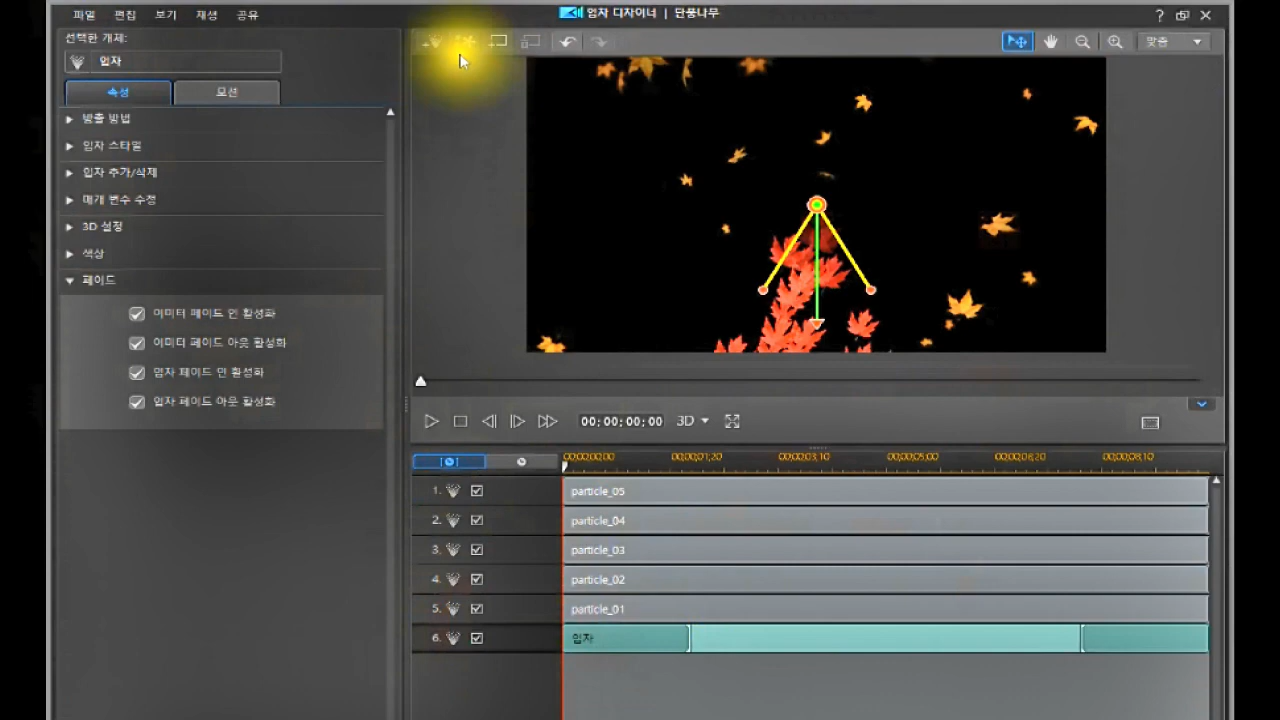 파일 편집 보기 재생 공유
입자 디자이너 | 단풍나무
?
선택한 개체:
입자
맞춤
속성 모션
방출 방법
입자 스타일
입자 추가/삭제
매개 변수 수정
3D 설정
색상
페이드
이미터 페이드 인 활성화
이미터 페이드 아웃 활성화
입자 페이드 인 활성화
입자 페이드 아웃 활성화
00;00;00;00 3D
00;00;00;00 00;00;01;20 00;00;03;10 00;00;05;00 00;00;06;20 00;00;08;10
1. particle_05
2. particle_04
3. particle_03
4. particle_02
5. particle_01
6. 입자